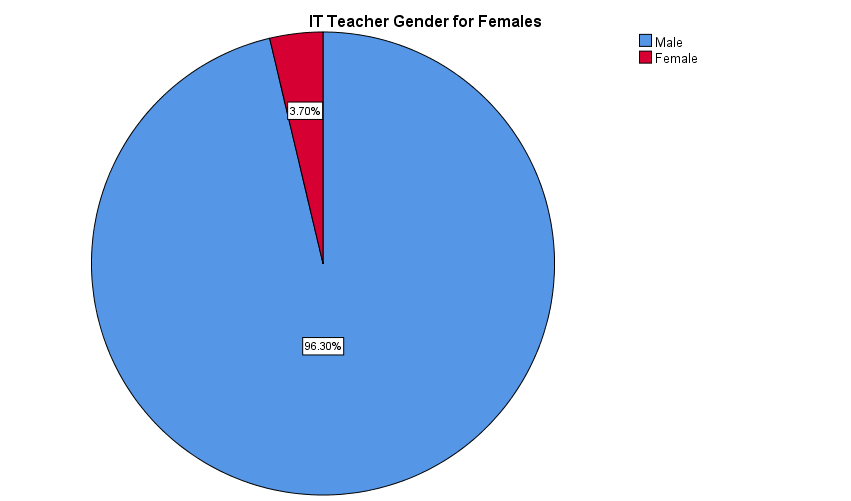 IT Teacher Gender for Females
Male
Female
3.70%
96.30%